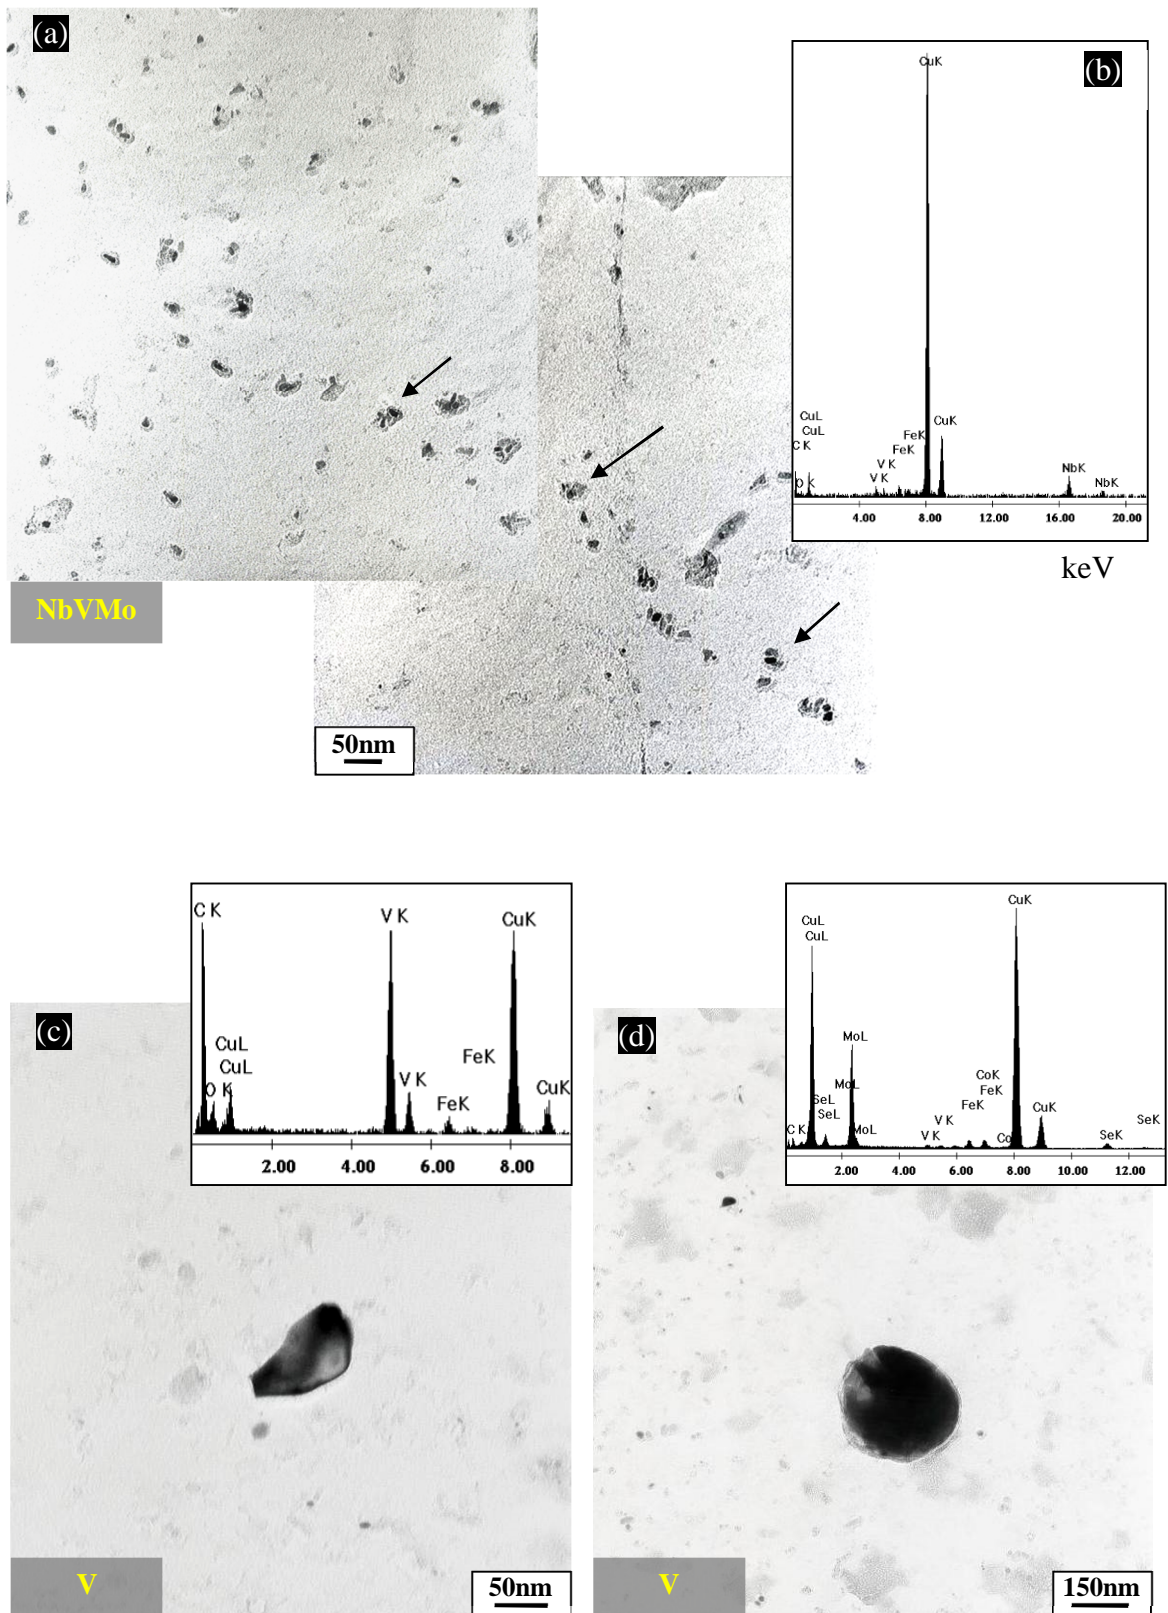 (a)
(b)
CuK
CuL
CuL
C K
O K
V K
V K
FeK
FeK
CuK
NbK
NbK
4.00 8.00 12.00 16.00 20.00
keV
NbVMo
50nm
(c)
C K
V K
CuK
CuL
CuL
O K
V K
FeK
FeK
CuK
2.00 4.00 6.00 8.00
V
50nm
(d)
CuK
CuL
CuL
MoL
MoL
SeL
SeL
MoL
C K
V K
V K
FeK
CoK
FeK
Co
CuK
SeK
SeK
2.00 4.00 6.00 8.00 10.00 12.00
V
150nm